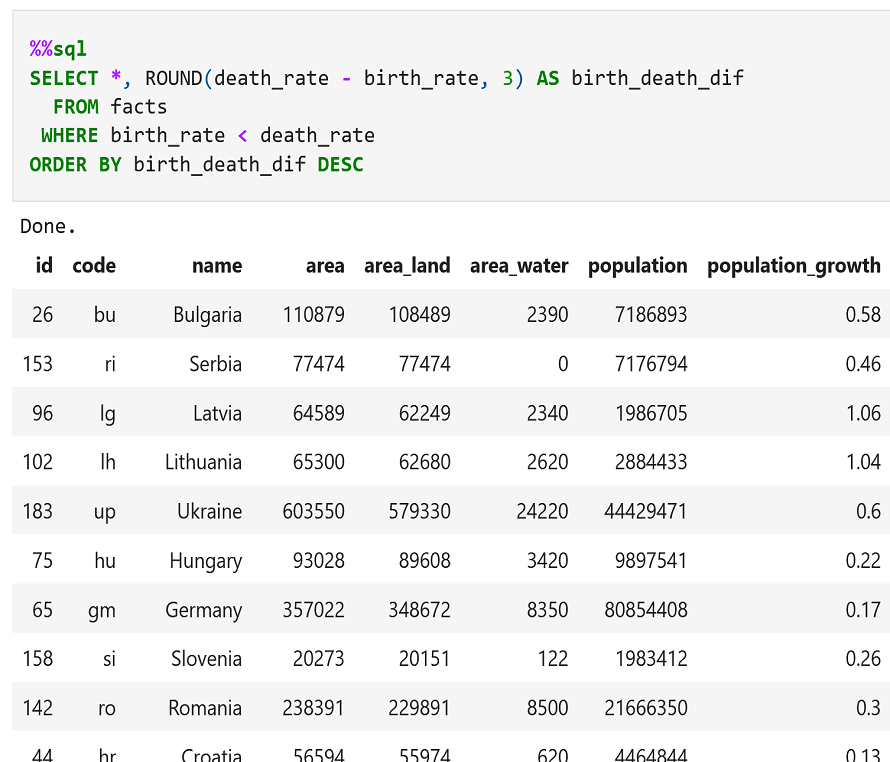 %%sql
SELECT *, ROUND(death_rate - birth_rate, 3) AS birth_death_dif
FROM facts
WHERE birth_rate < death_rate
ORDER BY birth_death_dif DESC
Done.
id code name area area_land area_water population population_growth
26 bu Bulgaria 110879 108489 2390 7186893 0.58
153 ri Serbia 77474 77474 0 7176794 0.46
96 lg Latvia 64589 62249 2340 1986705 1.06
102 lh Lithuania 65300 62680 2620 2884433 1.04
183 up Ukraine 603550 579330 24220 44429471 0.6
75 hu Hungary 93028 89608 3420 9897541 0.22
65 gm Germany 357022 348672 8350 80854408 0.17
158 si Slovenia 20273 20151 122 1983412 0.26
142 ro Romania 238391 229891 8500 21666350 0.3
44 hr Croatia 56594 55974 620 4464844 0.13